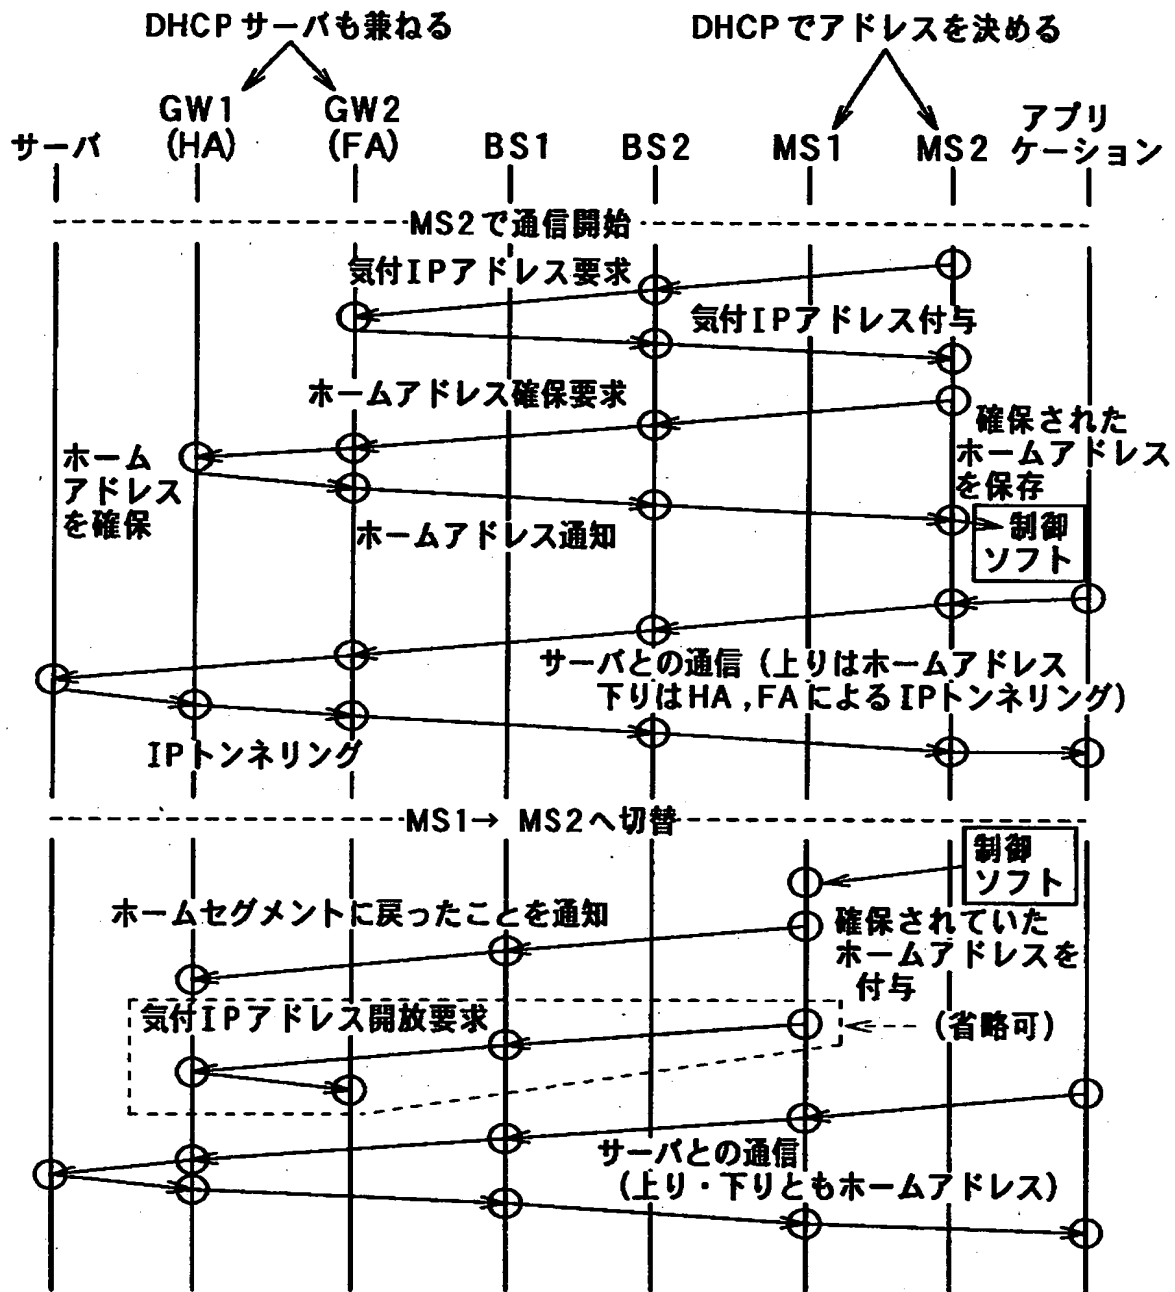 DHCPサーバも兼ねる
DHCPでアドレスを決める
サーバ
GW1
(HA)
GW2
(FA)
BS1
BS2
MS1
MS2
アプリ
ケーション
MS2で通信開始
気付IPアドレス要求
気付IPアドレス付与
ホームアドレス確保要求
確保された
ホームアドレス
を保存
ホーム
アドレス
を確保
ホームアドレス通知
制御
ソフト
サーバとの通信(上りはホームアドレス
下りはHA,FAによるIPトンネリング)
IPトンネリング
MS1→ MS2へ切替
制御
ソフト
ホームセグメントに戻ったことを通知
確保されていた
ホームアドレスを
付与
気付IPアドレス開放要求
(省略可)
サーバとの通信
(上り・下りともホームアドレス)